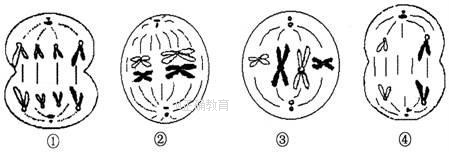 ① ② ③ ④